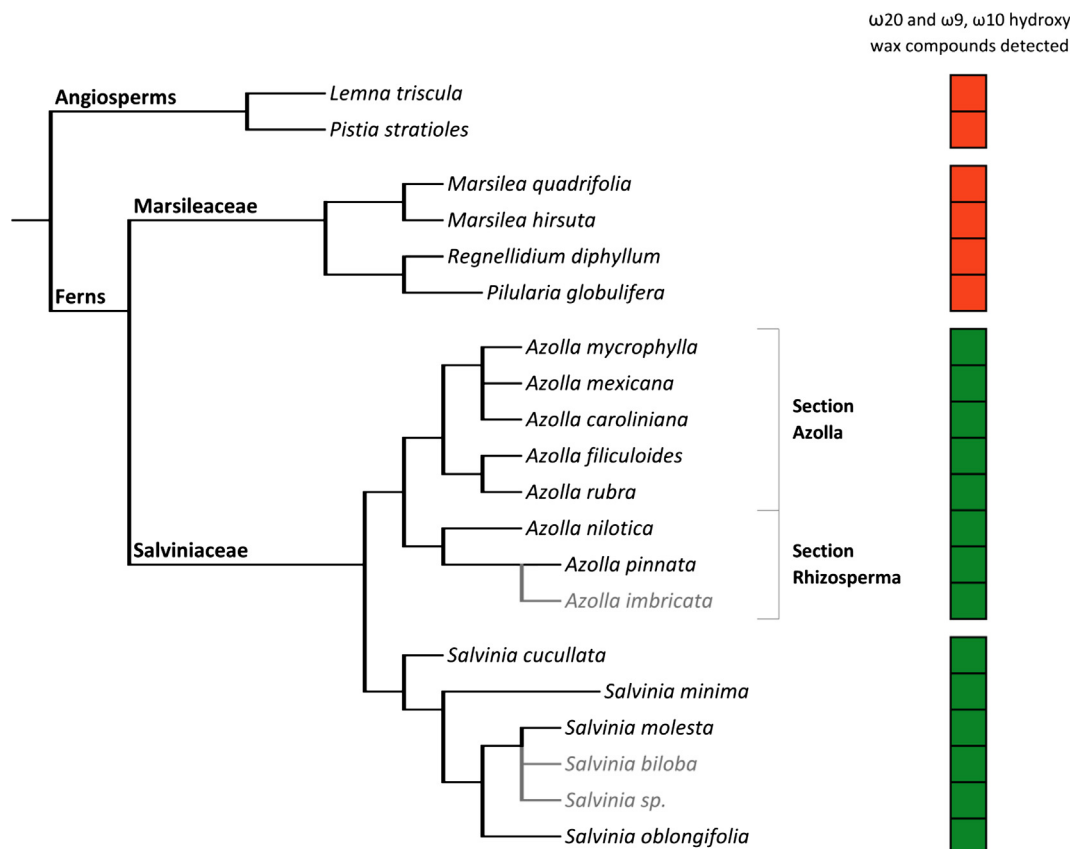 ω20 and ω9, ω10 hydroxy
wax compounds detected
Angiosperms
Lemna triscula
Pistia stratioles
Marsileaceae
Marsilea quadrifolia
Marsilea hirsuta
Regnellidium diphyllum
Pilularia globulifera
Ferns
Azolla mycrophylla
Azolla mexicana
Azolla caroliniana
Azolla filiculoides
Azolla rubra
Section
Azolla
Salviniaceae
Azolla nilotica
Azolla pinnata
Azolla imbricata
Section
Rhizosperma
Salvinia cucullata
Salvinia minima
Salvinia molesta
Salvinia biloba
Salvinia sp.
Salvinia oblongifolia